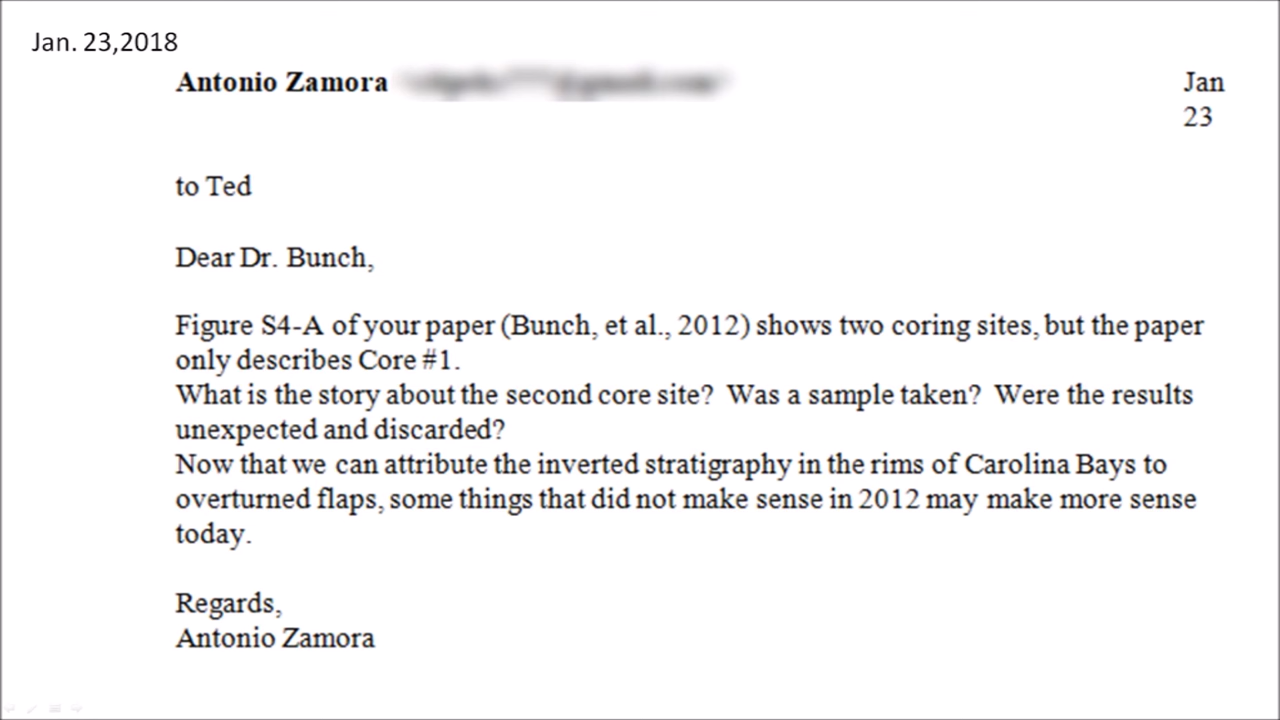 Jan. 23,2018
Antonio Zamora
Jan
23
to Ted
Dear Dr. Bunch,
Figure S4-A of your paper (Bunch, et al., 2012) shows two coring sites, but the paper
only describes Core #1.
What is the story about the second core site?  Was a sample taken?  Were the results
unexpected and discarded?
Now that we can attribute the inverted stratigraphy in the rims of Carolina Bays to
overturned flaps, some things that did not make sense in 2012 may make more sense
today.
Regards,
Antonio Zamora